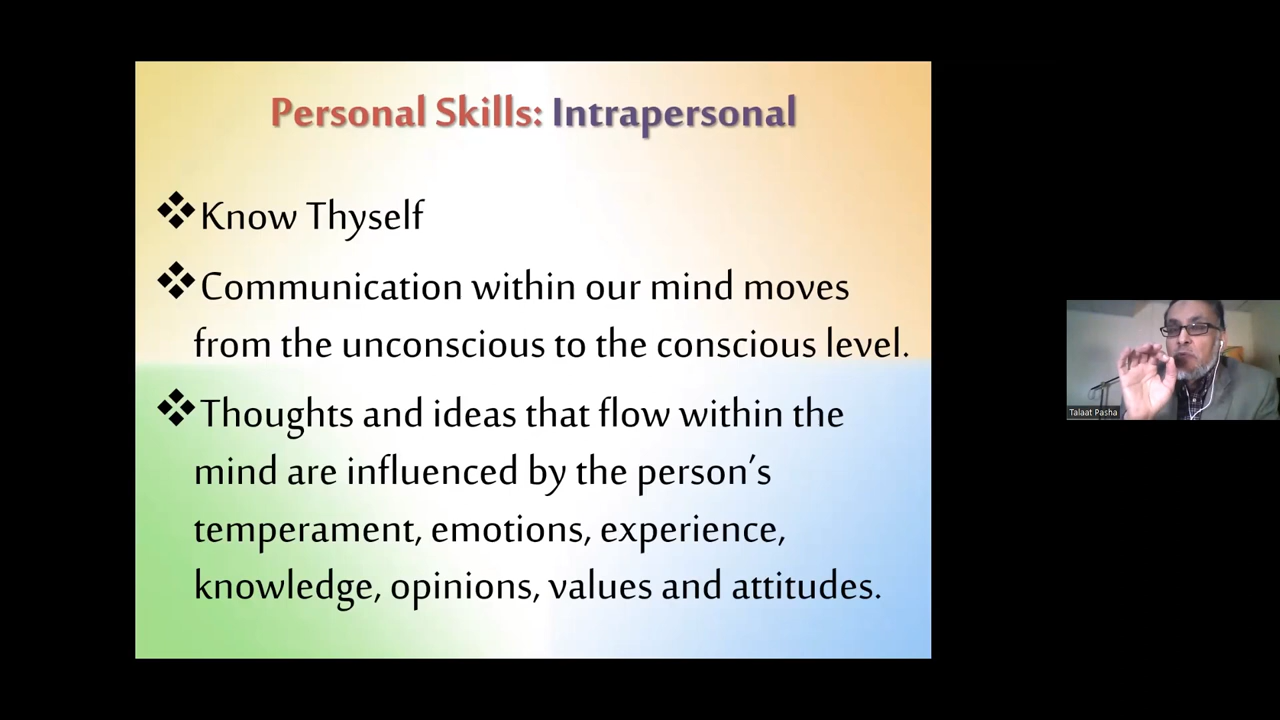 Personal Skills: Intrapersonal
❖Know Thyself
❖Communication within our mind moves
from the unconscious to the conscious level.
❖Thoughts and ideas that flow within the
mind are influenced by the person’s
temperament, emotions, experience,
knowledge, opinions, values and attitudes.
Talaat Pasha